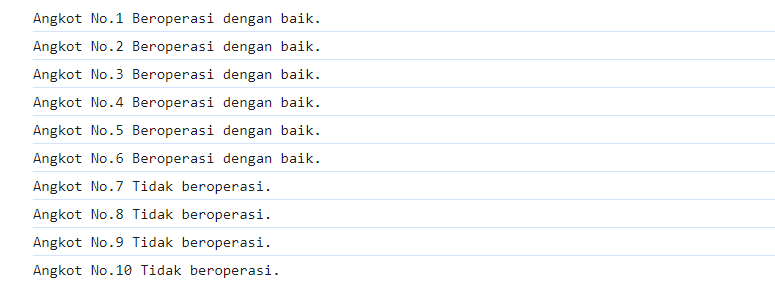 Angkot No.1 Beroperasi dengan baik.
Angkot No.2 Beroperasi dengan baik.
Angkot No.3 Beroperasi dengan baik.
Angkot No.4 Beroperasi dengan baik.
Angkot No.5 Beroperasi dengan baik.
Angkot No.6 Beroperasi dengan baik.
Angkot No.7 Tidak beroperasi.
Angkot No.8 Tidak beroperasi.
Angkot No.9 Tidak beroperasi.
Angkot No.10 Tidak beroperasi.